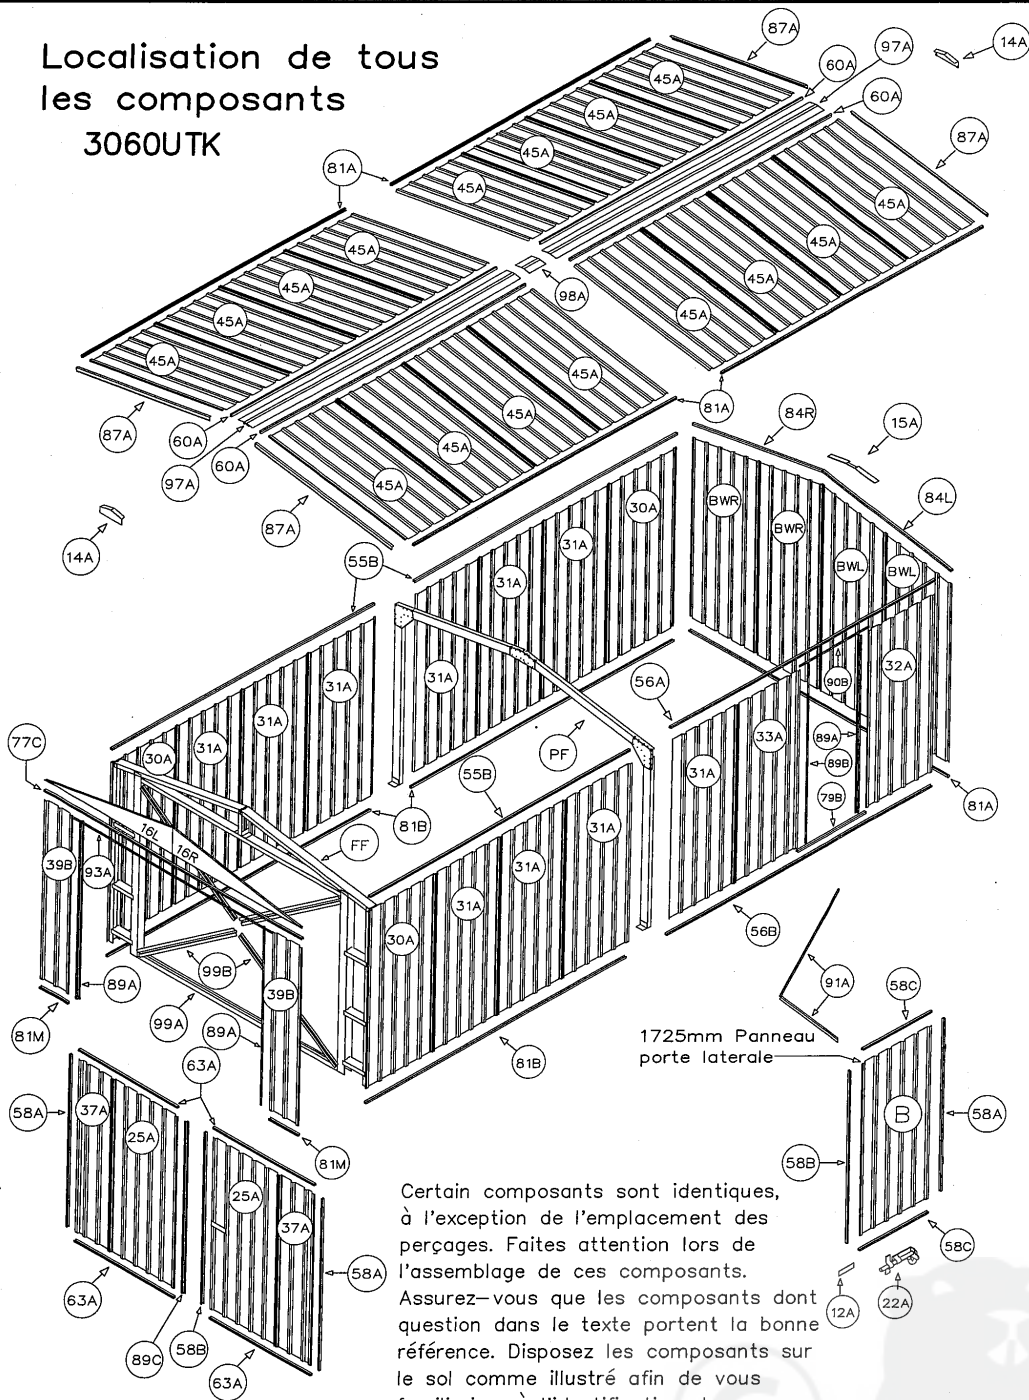 Localisation de tous
les composants
3060UTK
87A
97A
14A
60A
60A
45A
45A
45A
45A
87A
81A
45A
45A
45A
45A
45A
45A
45A
45A
98A
45A
45A
45A
45A
81A
87A
60A
97A
60A
87A
14A
84R
15A
84L
55B
30A
31A
31A
31A
BWR
BWR
BWL
BWL
31A
31A
31A
30A
77C
56A
90B
32A
PF
31A
33A
89A
89B
79B
81A
55B
81B
FF
16L
16R
39B
93A
31A
31A
31A
30A
56B
99B
39B
89A
99A
89A
81M
81B
91A
58C
1725mm Panneau
porte laterale
63A
58A
37A
25A
25A
37A
81M
B
58A
58B
58C
63A
89C
58B
63A
58A
12A
22A
Certain composants sont identiques,
à l'exception de l'emplacement des
perçages. Faites attention lors de
l'assemblage de ces composants.
Assurez-vous que les composants dont
question dans le texte portent la bonne
référence. Disposez les composants sur
le sol comme illustré afin de vous